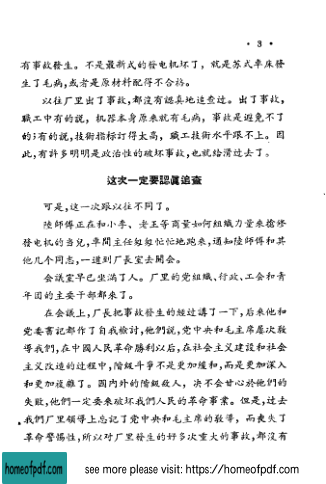 · 3 ·
有事故發生。不是最新式的發电机坏了，就是苏式車床發
生了毛病，或者是原材料配得不合格。
以往厂里出了事故，都沒有認真地追查过。出了事故，
職工中有的說，机器本身原來就有毛病，事故是避免不了
的；有的說，技術指标訂得太高，職工技術水平跟不上。因
此，有許多明明是政治性的破坏事故，也就給滑过去了。
这次一定要認眞追查
可是，这一次跟以往不同了。
陸師傅正在和小李、老王等商量如何組織力量來搶修
發电机的当兒，車間主任匆匆忙忙地跑來，通知陸師傅和其
他几个同志，一道到厂長室去開会。
会議室早已坐滿了人。厂里的党組織、行政、工会和青
年团的主要干部都來了。
在会議上，厂長把事故發生的經过講了一下，后來他和
党委書記都作了自我檢討，他們說，党中央和毛主席屡次教
導我們，在中國人民革命勝利以后，在社会主义建設和社会
主义改造的过程中，階級斗爭不是更加緩和，而是更加深入
和更加複雜了。國內外的階級敌人，决不会甘心於他們的
失敗，他們一定要來破坏我們人民的革命事業。但是，过去
我們厂里領導上忘記了党中央和毛主席的教導，而喪失了
革命警惕性，所以对厂里發生的好多次重大的事故，都沒有
homeofpdf.com
see more please visit: https://homeofpdf.com